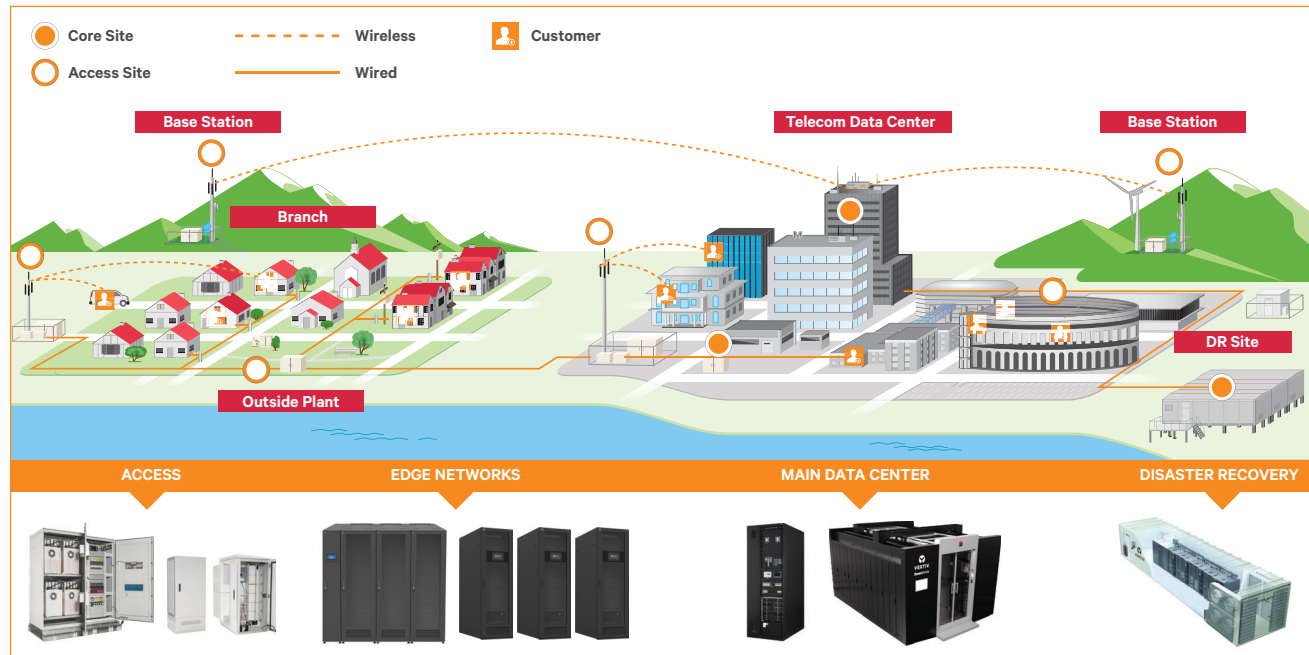 Core Site
Wireless
Customer
Access Site
Wired
Base Station
Telecom Data Center
Base Station
Branch
DR Site
Outside Plant
ACCESS
EDGE NETWORKS
MAIN DATA CENTER
DISASTER RECOVERY
VERTIV